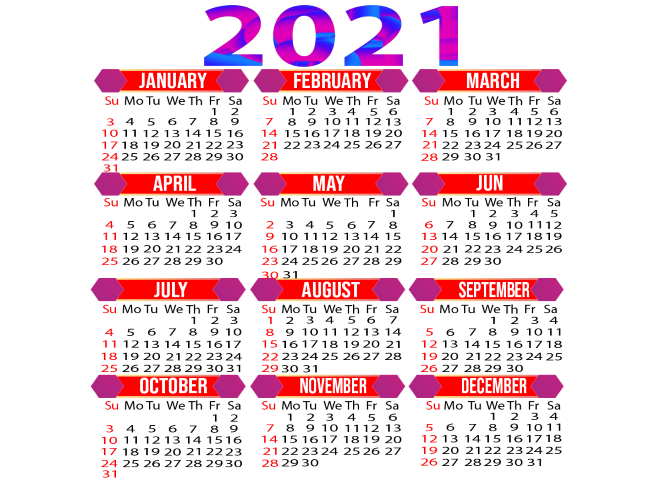 2021
JANUARY
Su Mo Tu We Th Fr Sa
1 2
3 4 5 6 7 8 9
10 11 12 13 14 15 16
17 18 19 20 21 22 23
24 25 26 27 28 29 30
31
FEBRUARY
Su Mo Tu We Th Fr Sa
1 2 3 4 5 6
7 8 9 10 11 12 13
14 15 16 17 18 19 20
21 22 23 24 25 26 27
28
MARCH
Su Mo Tu We Th Fr Sa
1 2 3 4 5 6
7 8 9 10 11 12 13
14 15 16 17 18 19 20
21 22 23 24 25 26 27
28 29 30 31
APRIL
Su Mo Tu We Th Fr Sa
1 2 3
4 5 6 7 8 9 10
11 12 13 14 15 16 17
18 19 20 21 22 23 24
25 26 27 28 29 30
MAY
Su Mo Tu We Th Fr Sa
1
2 3 4 5 6 7 8
9 10 11 12 13 14 15
16 17 18 19 20 21 22
23 24 25 26 27 28 29
30 31
JUN
Su Mo Tu We Th Fr Sa
1 2 3 4 5
6 7 8 9 10 11 12
13 14 15 16 17 18 19
20 21 22 23 24 25 26
27 28 29 30
JULY
Su Mo Tu We Th Fr Sa
1 2 3
4 5 6 7 8 9 10
11 12 13 14 15 16 17
18 19 20 21 22 23 24
25 26 27 28 29 30 31
AUGUST
Su Mo Tu We Th Fr Sa
1 2 3 4 5 6 7
8 9 10 11 12 13 14
15 16 17 18 19 20 21
22 23 24 25 26 27 28
29 30 31
SEPTEMBER
Su Mo Tu We Th Fr Sa
1 2 3 4
5 6 7 8 9 10 11
12 13 14 15 16 17 18
19 20 21 22 23 24 25
26 27 28 29 30
OCTOBER
Su Mo Tu We Th Fr Sa
1 2
3 4 5 6 7 8 9
10 11 12 13 14 15 16
17 18 19 20 21 22 23
24 25 26 27 28 29 30
31
NOVEMBER
Su Mo Tu We Th Fr Sa
1 2 3 4 5 6
7 8 9 10 11 12 13
14 15 16 17 18 19 20
21 22 23 24 25 26 27
28 29 30
DECEMBER
Su Mo Tu We Th Fr Sa
1 2 3 4
5 6 7 8 9 10 11
12 13 14 15 16 17 18
19 20 21 22 23 24 25
26 27 28 29 30 31